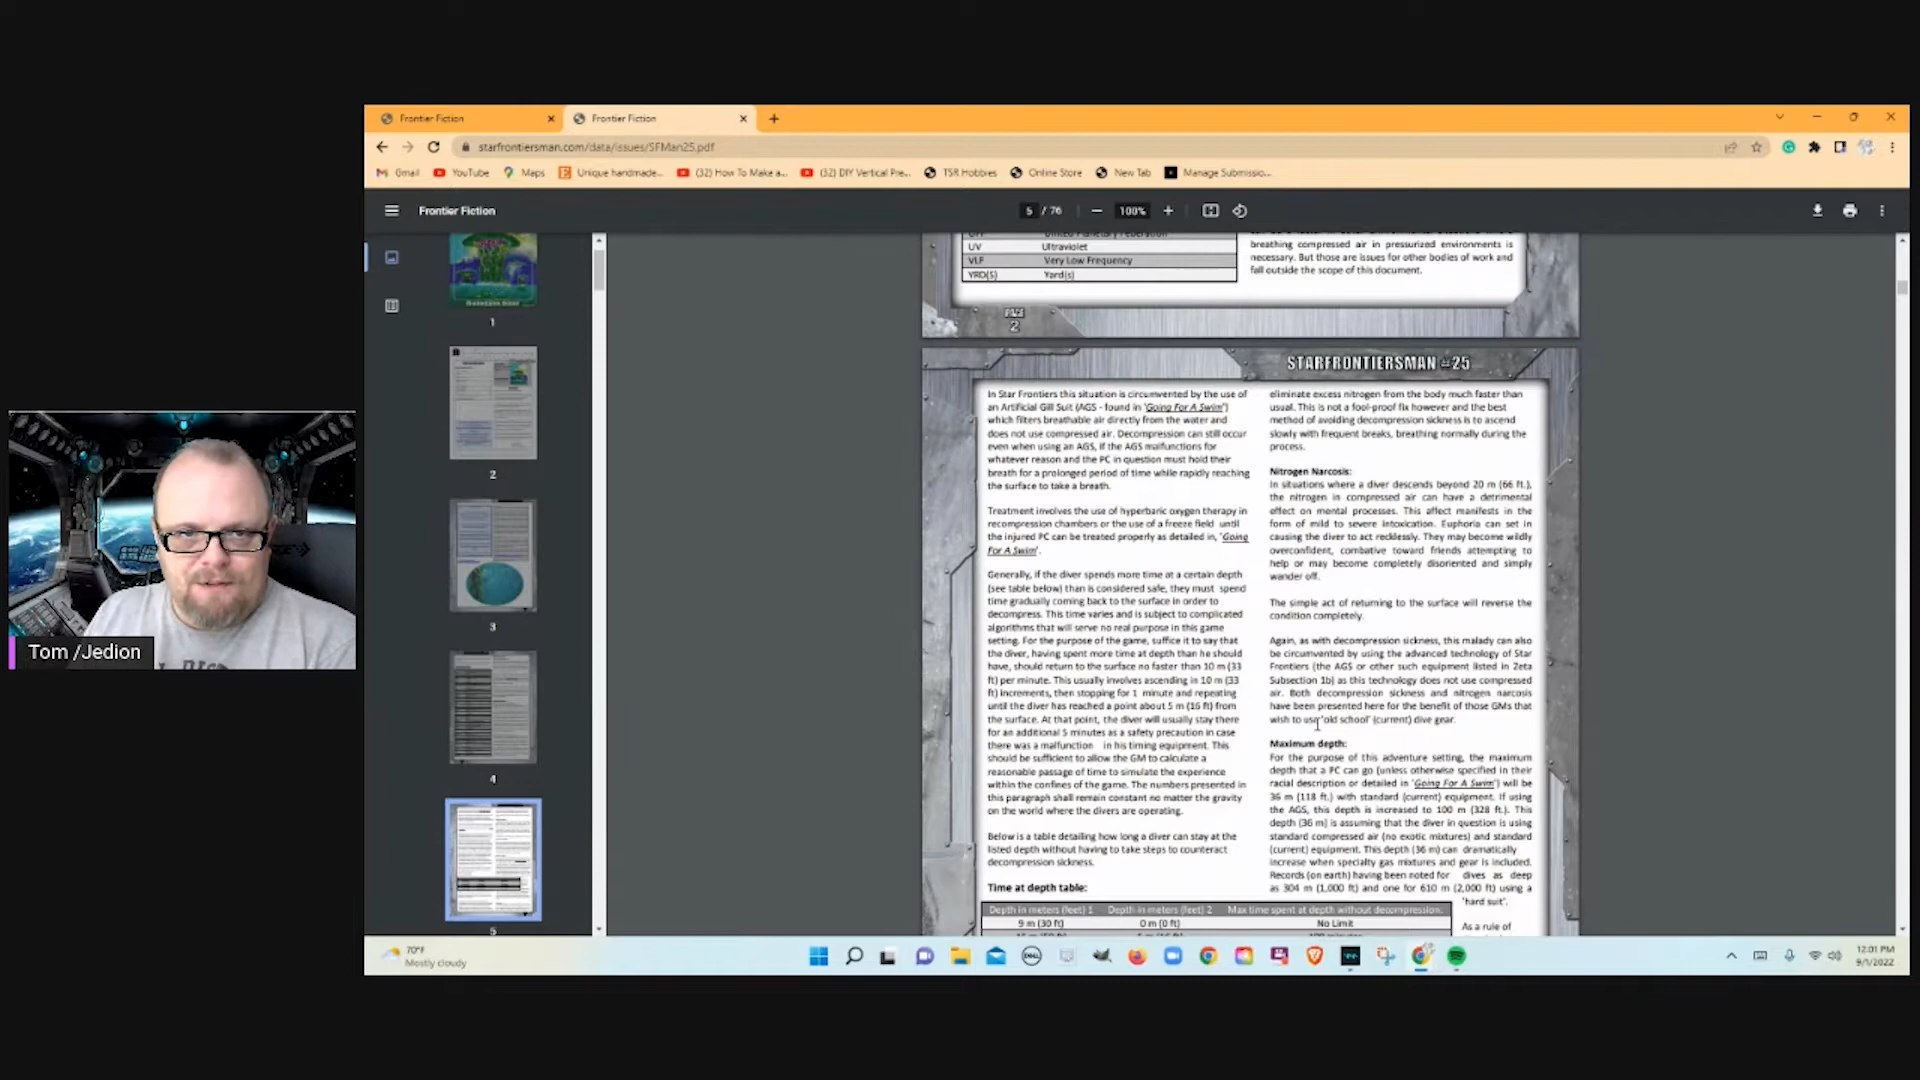 Frontier Fiction
Frontier Fiction
starfrontiersman.com/data/issues/SFMan25.pdf
Gmail YouTube Maps Unique handmade... (32) How To Make a... (32) DIY Vertical Pre... TSR Hobbies Online Store New Tab Manage Submissio...
Frontier Fiction
5 / 76
100%
1
2
3
4
5
Tom /Jedion
UV Ultraviolet
VLF Very Low Frequency
YRD(S) Yard(s)
breathing compressed air in pressurized environments is
necessary. But those are issues for other bodies of work and
fall outside the scope of this document.
PAGE
2
STARFRONTIERSMAN #25
In Star Frontiers this situation is circumvented by the use of
an Artificial Gill Suit (AGS - found in 'Going For A Swim')
which filters breathable air directly from the water and
does not use compressed air. Decompression can still occur
even when using an AGS, if the AGS malfunctions for
whatever reason and the PC in question must hold their
breath for a prolonged period of time while rapidly reaching
the surface to take a breath.
Treatment involves the use of hyperbaric oxygen therapy in
recompression chambers or the use of a freeze field until
the injured PC can be treated properly as detailed in, 'Going
For A Swim'.
Generally, if the diver spends more time at a certain depth
(see table below) than is considered safe, they must spend
time gradually coming back to the surface in order to
decompress. This time varies and is subject to complicated
algorithms that will serve no real purpose in this game
setting. For the purpose of the game, suffice it to say that
the diver, having spent more time at depth than he should
have, should return to the surface no faster than 10 m (33
ft) per minute. This usually involves ascending in 10 m (33
ft) increments, then stopping for 1 minute and repeating
until the diver has reached a point about 5 m (16 ft) from
the surface. At that point, the diver will usually stay there
for an additional 5 minutes as a safety precaution in case
there was a malfunction in his timing equipment. This
should be sufficient to allow the GM to calculate a
reasonable passage of time to simulate the experience
within the confines of the game. The numbers presented in
this paragraph shall remain constant no matter the gravity
on the world where the divers are operating.
Below is a table detailing how long a diver can stay at the
listed depth without having to take steps to counteract
decompression sickness.
Time at depth table:
Depth in meters (feet) 1 Depth in meters (feet) 2 Max time spent at depth without decompression:
9 m (30 ft) 0 m (0 ft) No Limit
eliminate excess nitrogen from the body much faster than
usual. This is not a fool-proof fix however and the best
method of avoiding decompression sickness is to ascend
slowly with frequent breaks, breathing normally during the
process.
Nitrogen Narcosis:
In situations where a diver descends beyond 20 m (66 ft.),
the nitrogen in compressed air can have a detrimental
effect on mental processes. This affect manifests in the
form of mild to severe intoxication. Euphoria can set in
causing the diver to act recklessly. They may become wildly
overconfident, combative toward friends attempting to
help or may become completely disoriented and simply
wander off.
The simple act of returning to the surface will reverse the
condition completely.
Again, as with decompression sickness, this malady can also
be circumvented by using the advanced technology of Star
Frontiers (the AGS or other such equipment listed in Zeta
Subsection 1b) as this technology does not use compressed
air. Both decompression sickness and nitrogen narcosis
have been presented here for the benefit of those GMs that
wish to use 'old school' (current) dive gear.
Maximum depth:
For the purpose of this adventure setting, the maximum
depth that a PC can go (unless otherwise specified in their
racial description or detailed in 'Going For A Swim') will be
36 m (118 ft.) with standard (current) equipment. If using
the AGS, this depth is increased to 100 m (328 ft.). This
depth (36 m) is assuming that the diver in question is using
standard compressed air (no exotic mixtures) and standard
(current) equipment. This depth (36 m) can dramatically
increase when specialty gas mixtures and gear is included.
Records (on earth) having been noted for dives as deep
as 304 m (1,000 ft) and one for 610 m (2,000 ft) using a
'hard suit'.
As a rule of
70°F
Mostly cloudy
12:01 PM
9/1/2022